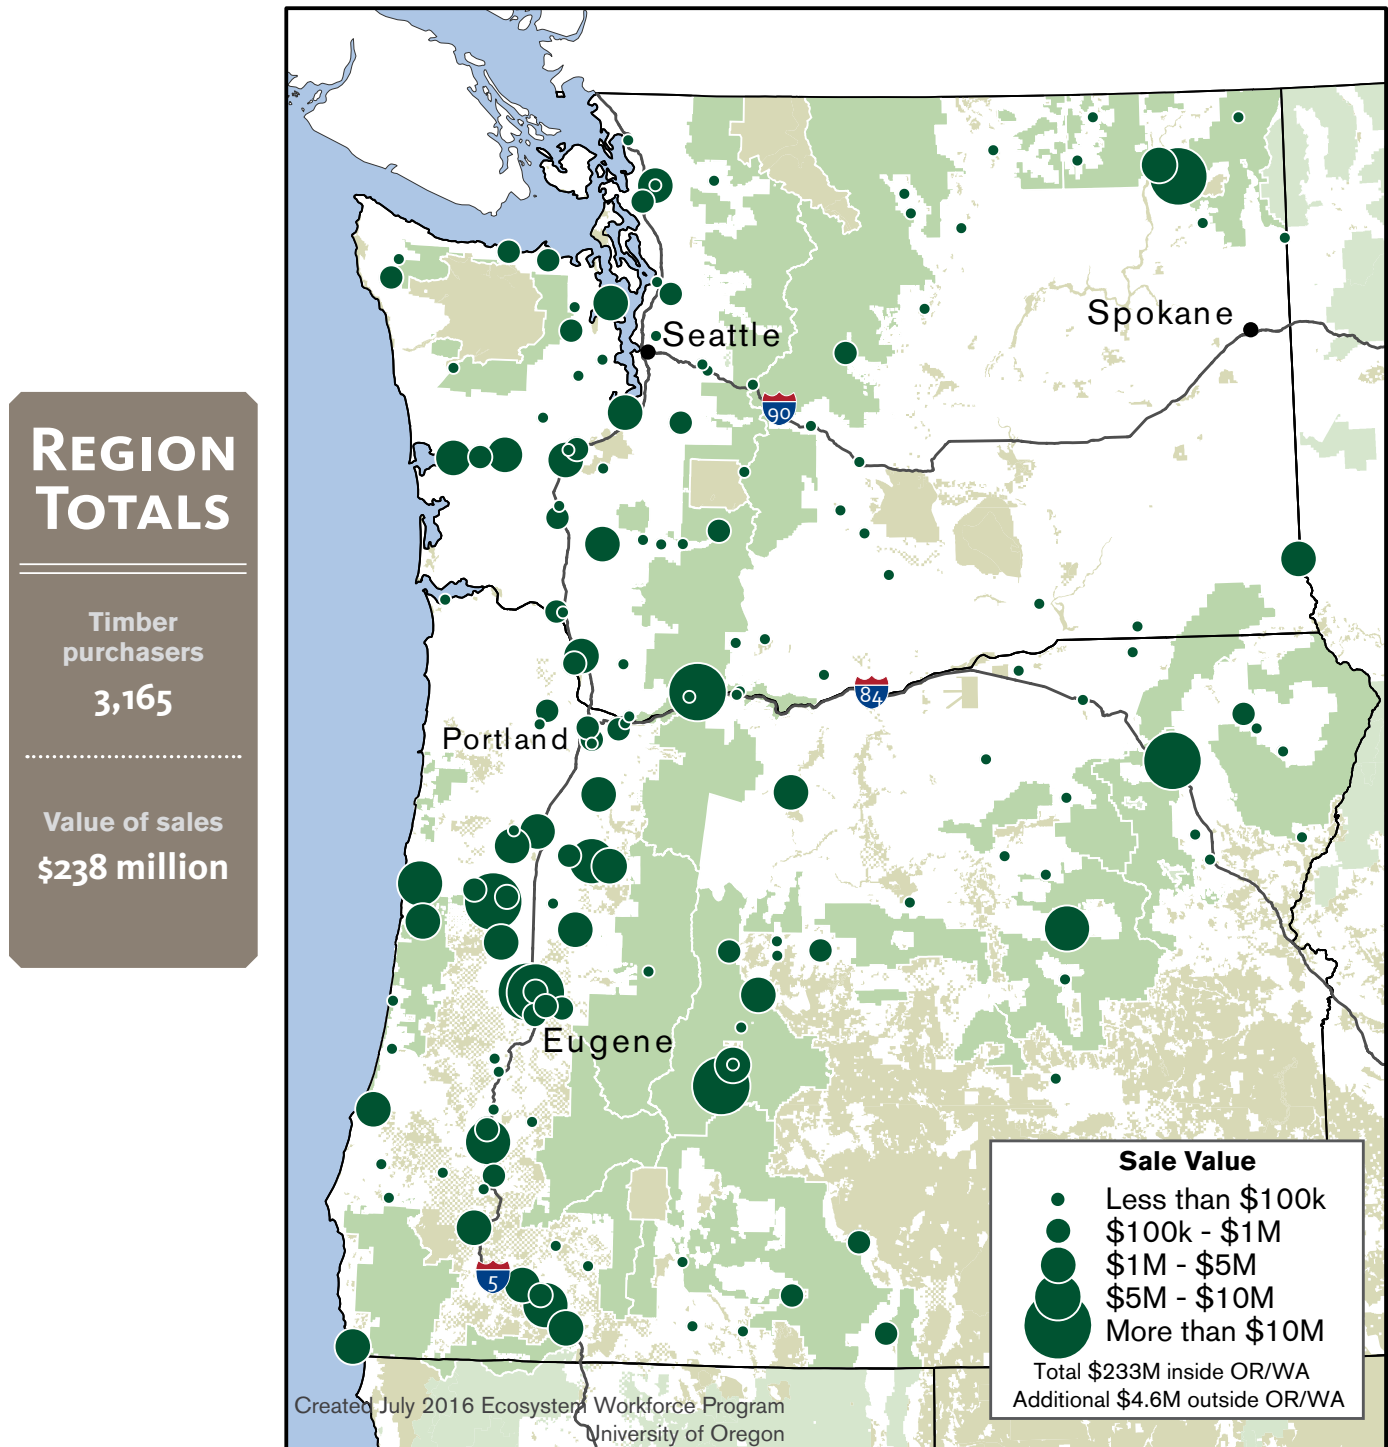 REGION
TOTALS
Timber
purchasers
3,165
Value of sales
$238 million
Seattle
Spokane
90
84
Portland
Eugene
5
Sale Value
Less than $100k
$100k - $1M
$1M - $5M
$5M - $10M
More than $10M
Total $233M inside OR/WA
Additional $4.6M outside OR/WA
Created July 2016 Ecosystem Workforce Program
University of Oregon